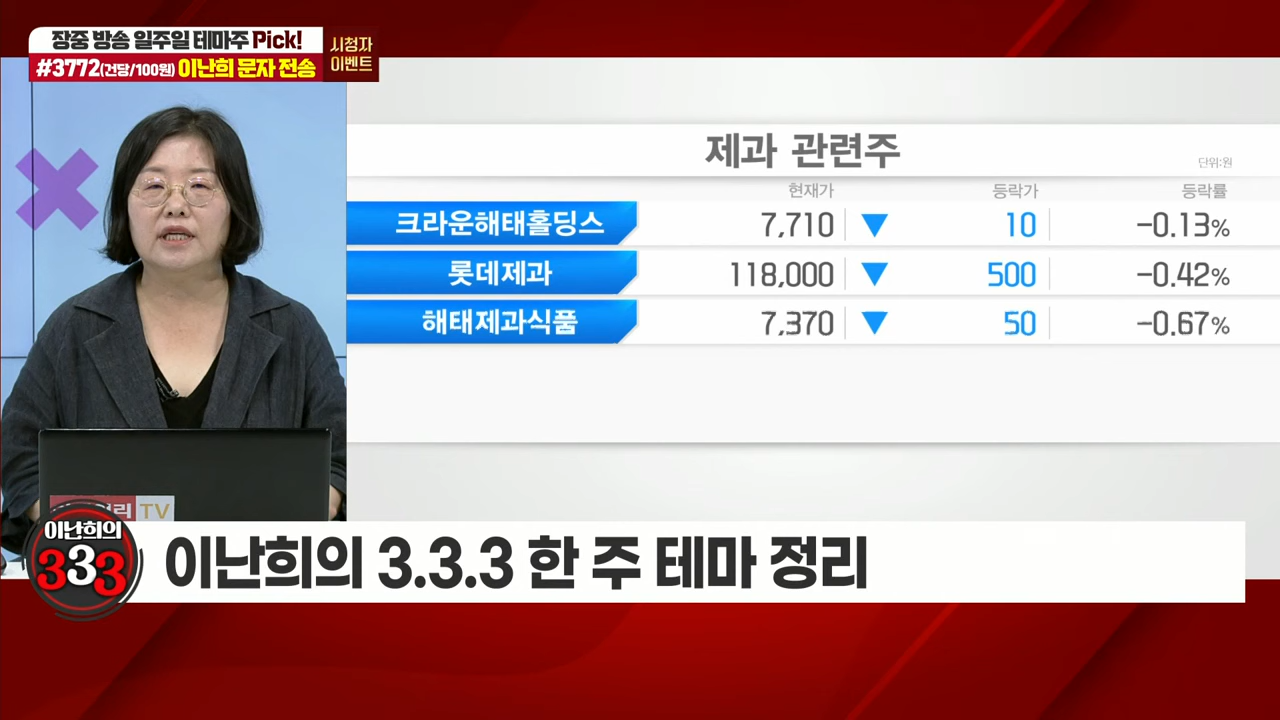 장중 방송 일주일 테마주 Pick!
#3772(건당/100원) 이난희 문자 전송
시청자
이벤트
제과 관련주
단위:원
현재가 등락가 등락률
크라운해태홀딩스 7,710 ▼ 10 -0.13%
롯데제과 118,000 ▼ 500 -0.42%
해태제과식품 7,370 ▼ 50 -0.67%
TV
이난희의
333
이난희의 3.3.3 한 주 테마 정리